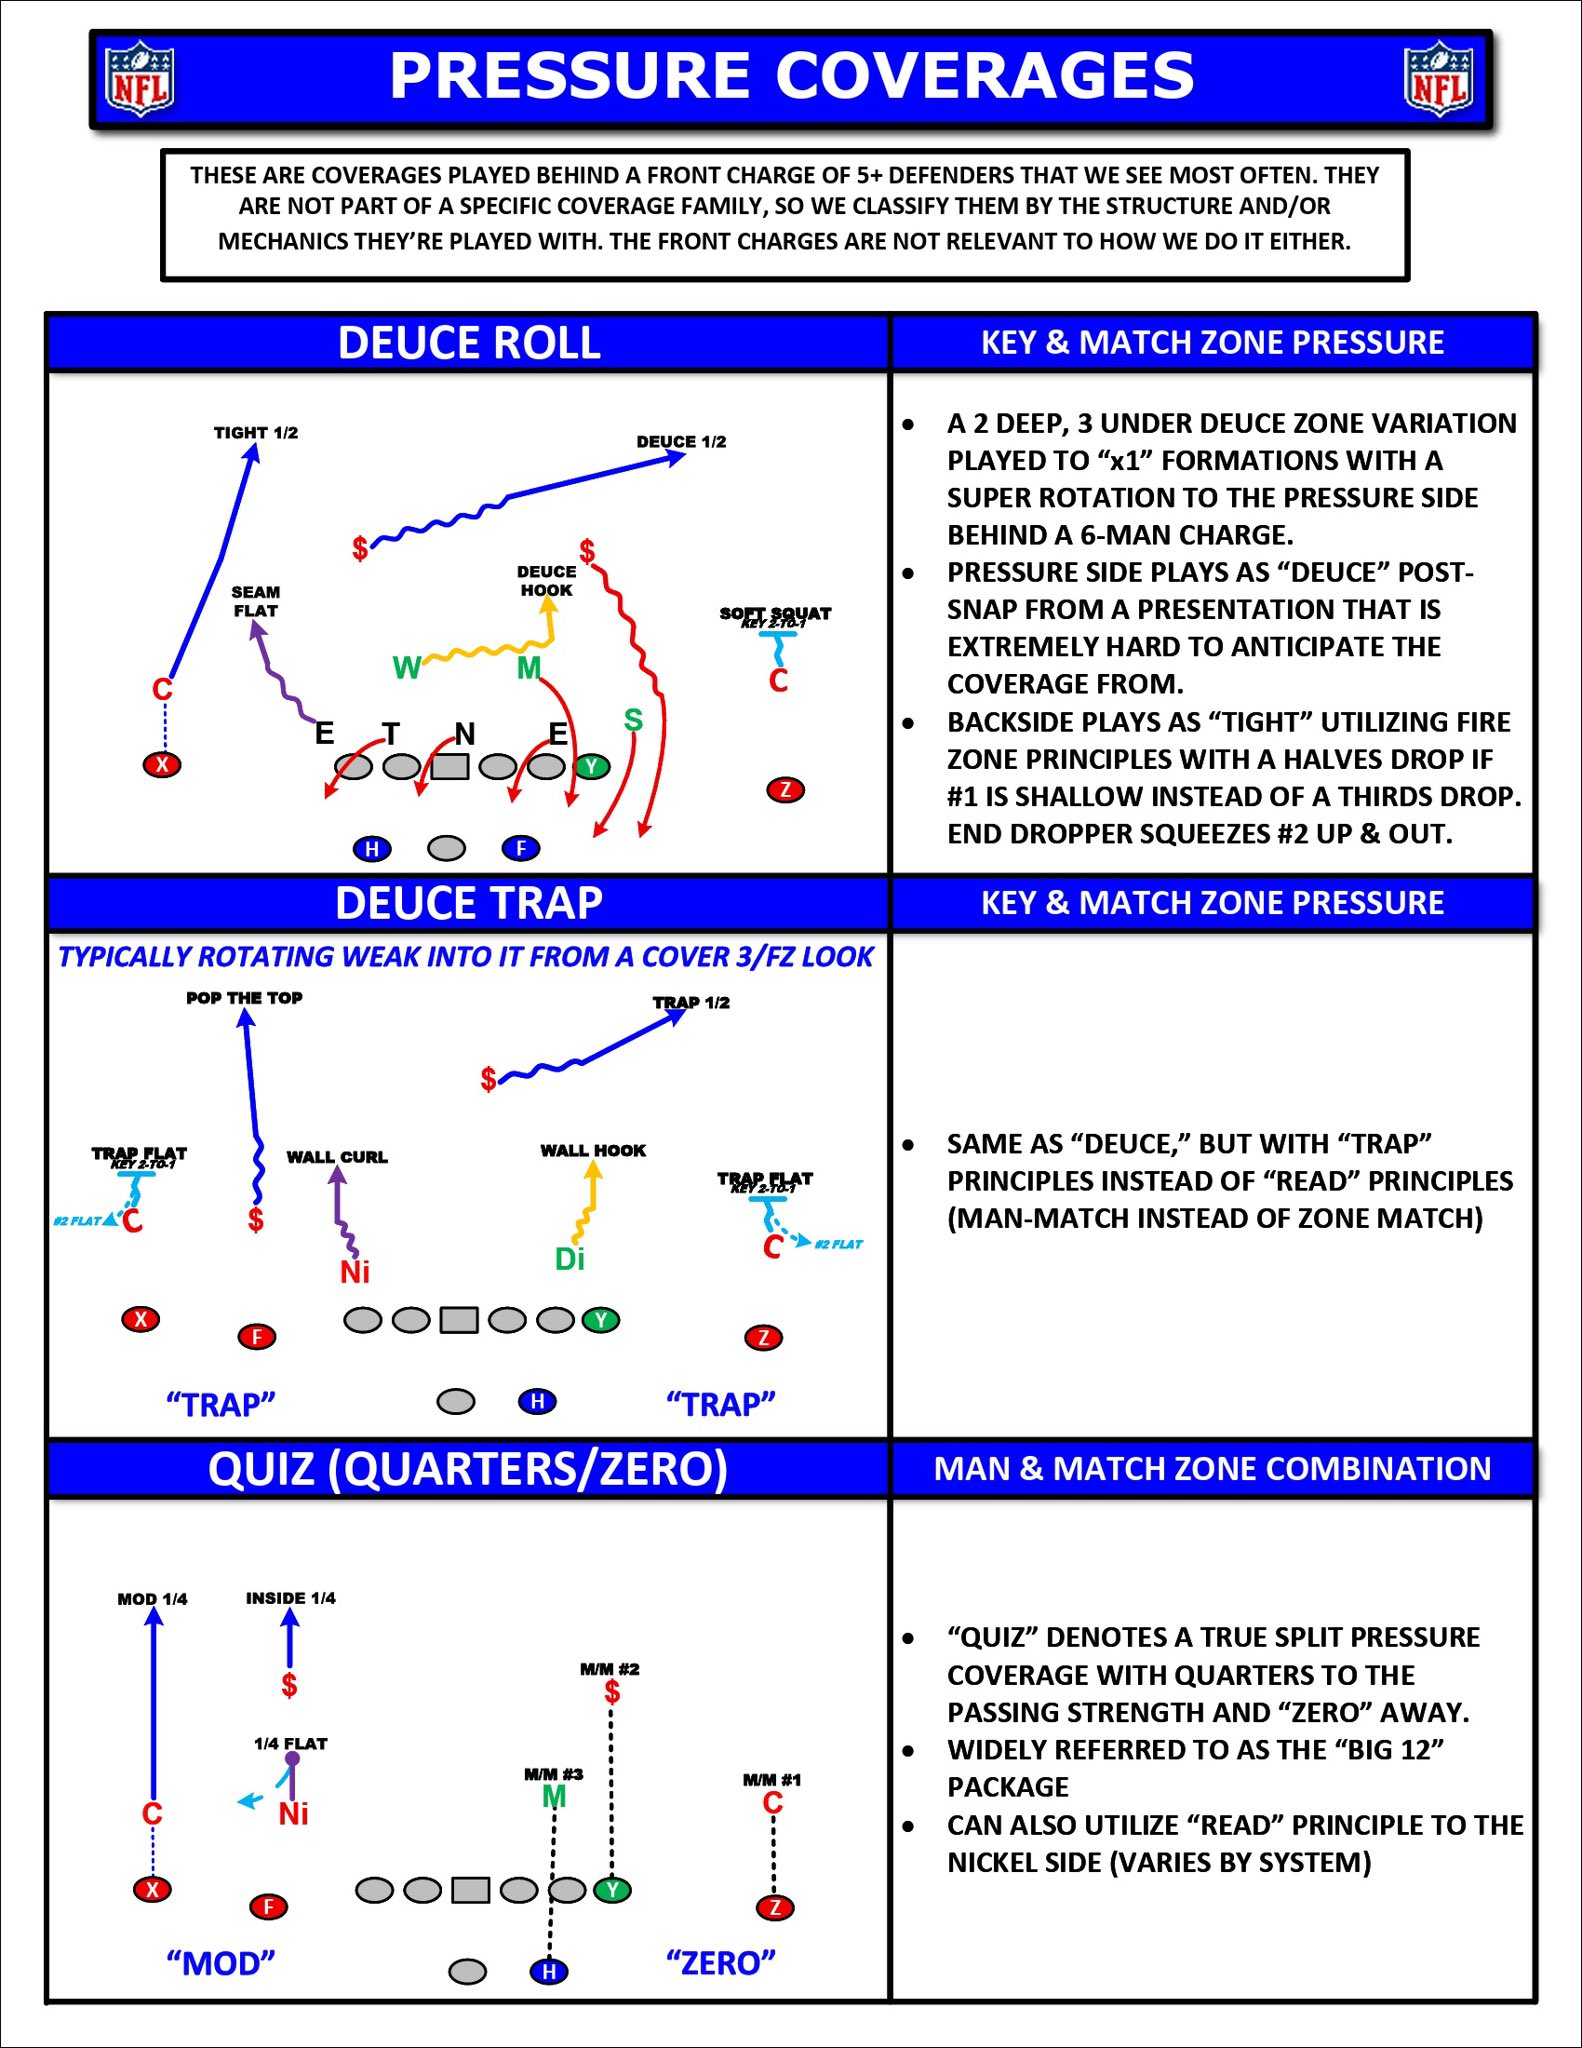 NFL
PRESSURE COVERAGES
NFL
THESE ARE COVERAGES PLAYED BEHIND A FRONT CHARGE OF 5+ DEFENDERS THAT WE SEE MOST OFTEN. THEY
ARE NOT PART OF A SPECIFIC COVERAGE FAMILY, SO WE CLASSIFY THEM BY THE STRUCTURE AND/OR
MECHANICS THEY’RE PLAYED WITH. THE FRONT CHARGES ARE NOT RELEVANT TO HOW WE DO IT EITHER.
DEUCE ROLL
KEY & MATCH ZONE PRESSURE
TIGHT 1/2
DEUCE 1/2
$
$
DEUCE
HOOK
SEAM
FLAT
SOFT SQUAT
KEY 2-TO-1
W
M
C
C
S
E
T
N
E
X
Y
Z
H
F
• A 2 DEEP, 3 UNDER DEUCE ZONE VARIATION
PLAYED TO “x1” FORMATIONS WITH A
SUPER ROTATION TO THE PRESSURE SIDE
BEHIND A 6-MAN CHARGE.
• PRESSURE SIDE PLAYS AS “DEUCE” POST-
SNAP FROM A PRESENTATION THAT IS
EXTREMELY HARD TO ANTICIPATE THE
COVERAGE FROM.
• BACKSIDE PLAYS AS “TIGHT” UTILIZING FIRE
ZONE PRINCIPLES WITH A HALVES DROP IF
#1 IS SHALLOW INSTEAD OF A THIRDS DROP.
END DROPPER SQUEEZES #2 UP & OUT.
DEUCE TRAP
KEY & MATCH ZONE PRESSURE
TYPICALLY ROTATING WEAK INTO IT FROM A COVER 3/FZ LOOK
POP THE TOP
TRAP 1/2
$
TRAP FLAT
KEY 2-TO-1
WALL CURL
WALL HOOK
TRAP FLAT
KEY 2-TO-1
#2 FLAT
C
$
Ni
Di
C
#2 FLAT
X
F
Y
Z
“TRAP”
H
“TRAP”
• SAME AS “DEUCE,” BUT WITH “TRAP”
PRINCIPLES INSTEAD OF “READ” PRINCIPLES
(MAN-MATCH INSTEAD OF ZONE MATCH)
QUIZ (QUARTERS/ZERO)
MAN & MATCH ZONE COMBINATION
MOD 1/4
INSIDE 1/4
M/M #2
$
$
1/4 FLAT
M/M #3
M/M #1
C
Ni
M
C
X
F
Y
Z
“MOD”
H
“ZERO”
• “QUIZ” DENOTES A TRUE SPLIT PRESSURE
COVERAGE WITH QUARTERS TO THE
PASSING STRENGTH AND “ZERO” AWAY.
• WIDELY REFERRED TO AS THE “BIG 12”
PACKAGE
• CAN ALSO UTILIZE “READ” PRINCIPLE TO THE
NICKEL SIDE (VARIES BY SYSTEM)